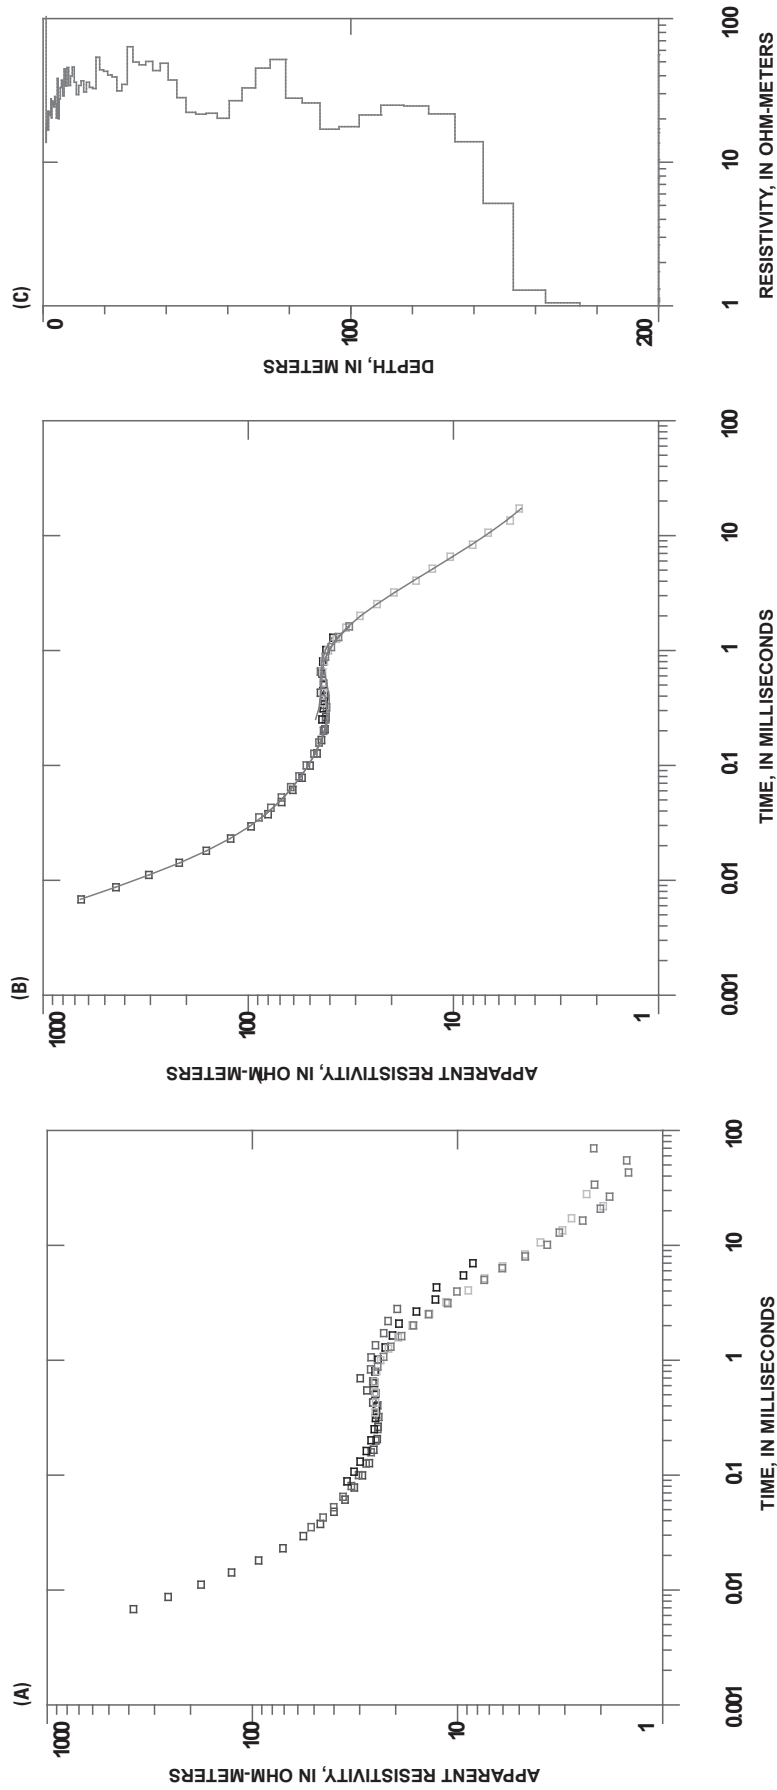 (A)
1000
100
10
1
APPARENT RESISTIVITY, IN OHM-METERS
0.001
0.01
0.1
1
10
100
TIME, IN MILLISECONDS
(B)
1000
100
10
1
APPARENT RESISTIVITY, IN OHM-METERS
0.001
0.01
0.1
1
10
100
TIME, IN MILLISECONDS
(C)
0
100
200
DEPTH, IN METERS
1
10
100
RESISTIVITY, IN OHM-METERS